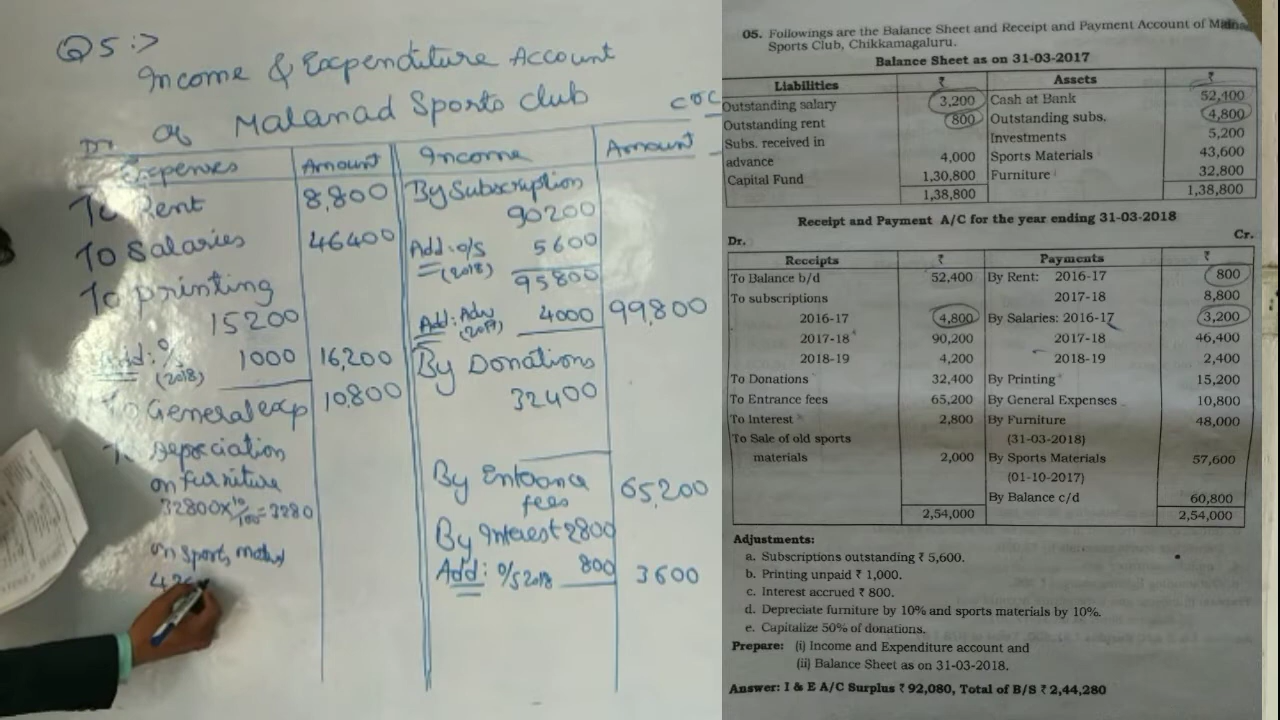 Q5:>
Income & Expenditure Account
of Malanad Sports club
Dr.
Expenses Amount Income Amount
To Rent 8,800 By Subscription
90200
To Salaries 46400 Add: o/s 5600
(2018) 95800
To printing
15200 Add: Adv 4000 99,800
(2017)
Add: o/s 1000 16,200 By Donations
(2018)
To General exp 10,800 32400
To Depreciation
on furniture By Entrance 65,200
fees
32800x10/100=3280
By Interest 2800
on sports, mate
Add: o/s 2018 800 3600
05. Followings are the Balance Sheet and Receipt and Payment Account of
Sports Club, Chikkamagaluru.
Balance Sheet as on 31-03-2017
Liabilities ₹ Assets ₹
Outstanding salary 3,200 Cash at Bank 52,400
Outstanding rent 800 Outstanding subs. 4,800
Subs. received in Investments 5,200
advance 4,000 Sports Materials 43,600
Capital Fund 1,30,800 Furniture 32,800
1,38,800 1,38,800
Receipt and Payment A/C for the year ending 31-03-2018
Dr. Cr.
Receipts ₹ Payments ₹
To Balance b/d 52,400 By Rent: 2016-17 800
To subscriptions 2017-18 8,800
2016-17 4,800 By Salaries: 2016-17 3,200
2017-18 90,200 2017-18 46,400
2018-19 4,200 2018-19 2,400
To Donations 32,400 By Printing 15,200
To Entrance fees 65,200 By General Expenses 10,800
To Interest 2,800 By Furniture 48,000
To Sale of old sports (31-03-2018)
materials 2,000 By Sports Materials 57,600
(01-10-2017)
By Balance c/d 60,800
2,54,000 2,54,000
Adjustments:
a. Subscriptions outstanding ₹ 5,600.
b. Printing unpaid ₹ 1,000.
c. Interest accrued ₹ 800.
d. Depreciate furniture by 10% and sports materials by 10%.
e. Capitalize 50% of donations.
Prepare: (i) Income and Expenditure account and
(ii) Balance Sheet as on 31-03-2018.
Answer: I & E A/C Surplus ₹ 92,080, Total of B/S ₹ 2,44,280